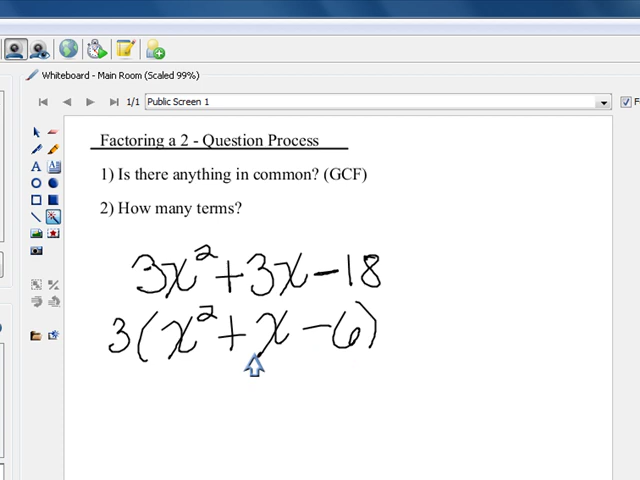 Whiteboard - Main Room (Scaled 99%)
1/1 Public Screen 1
Factoring a 2 - Question Process
1) Is there anything in common? (GCF)
2) How many terms?
3x² + 3x - 18
3(x² + x - 6)